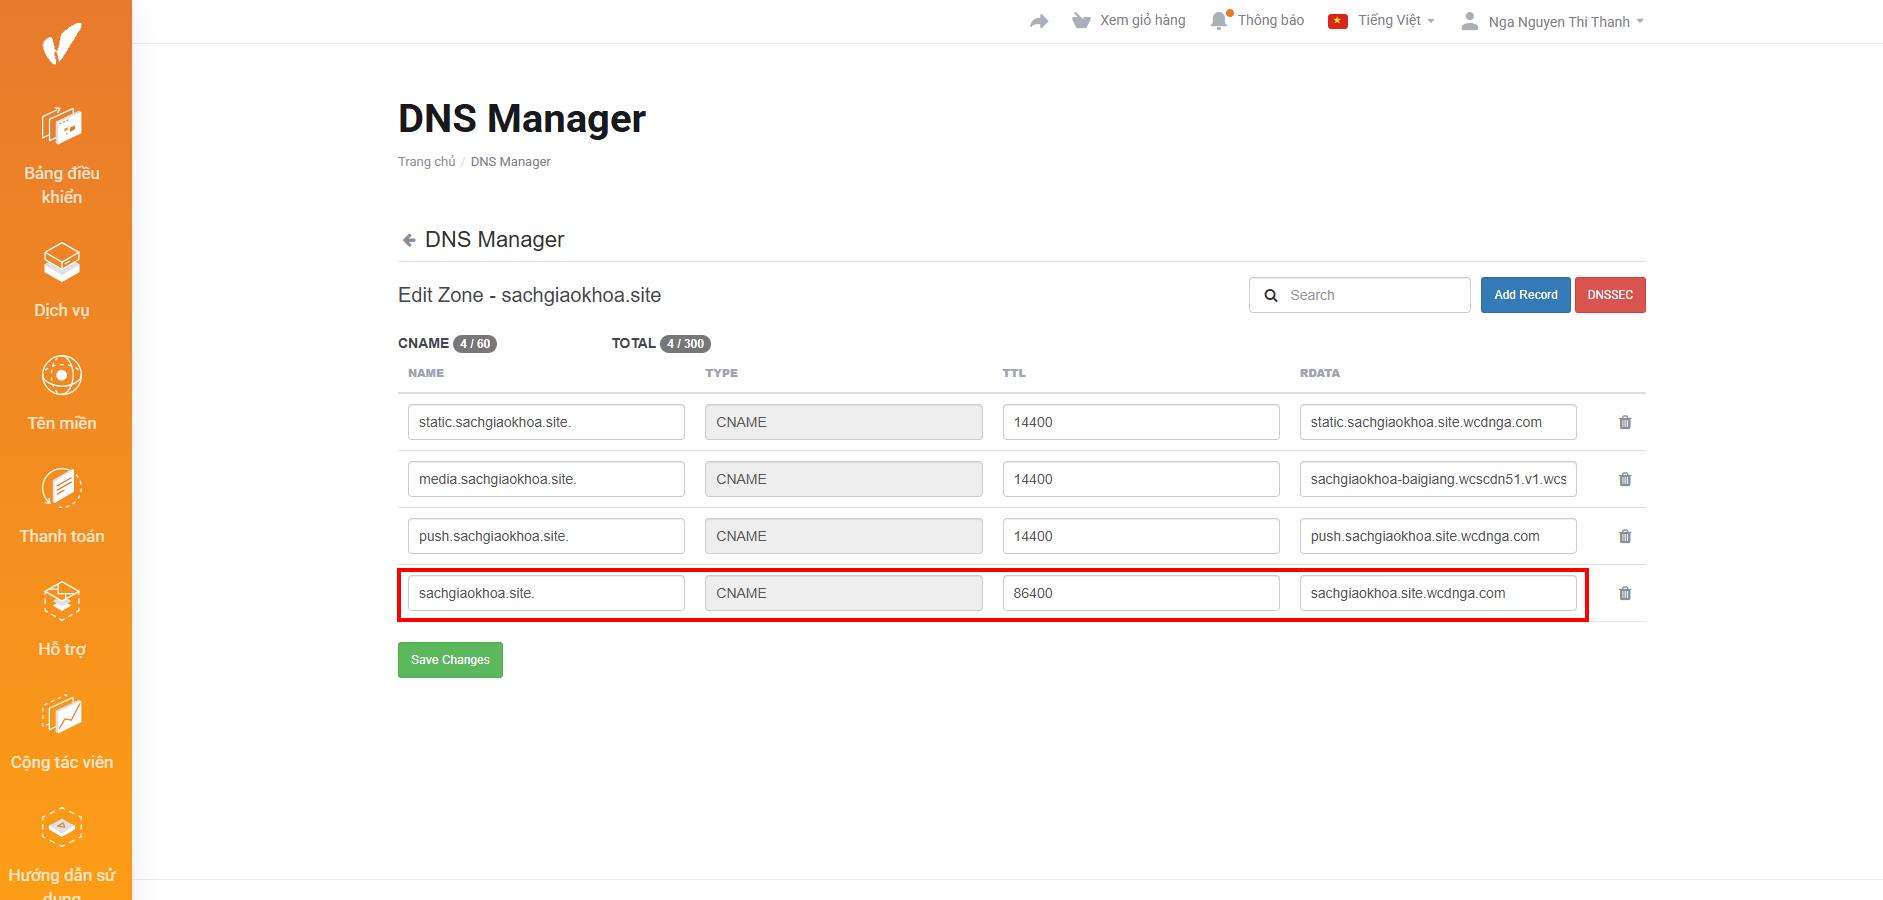 Xem giỏ hàng
Thông báo
Tiếng Việt
Nga Nguyen Thi Thanh
Bảng điều
khiển
Dịch vụ
Tên miền
Thanh toán
Hỗ trợ
Cộng tác viên
Hướng dẫn sử
dụng
DNS Manager
Trang chủ / DNS Manager
DNS Manager
Edit Zone - sachgiaokhoa.site
Search
Add Record
DNSSEC
CNAME 4 / 60 TOTAL 4 / 300
NAME TYPE TTL RDATA
static.sachgiaokhoa.site. CNAME 14400 static.sachgiaokhoa.site.wcdnga.com
media.sachgiaokhoa.site. CNAME 14400 sachgiaokhoa-baigiang.wcscdn51.v1.wcs
push.sachgiaokhoa.site. CNAME 14400 push.sachgiaokhoa.site.wcdnga.com
sachgiaokhoa.site. CNAME 86400 sachgiaokhoa.site.wcdnga.com
Save Changes